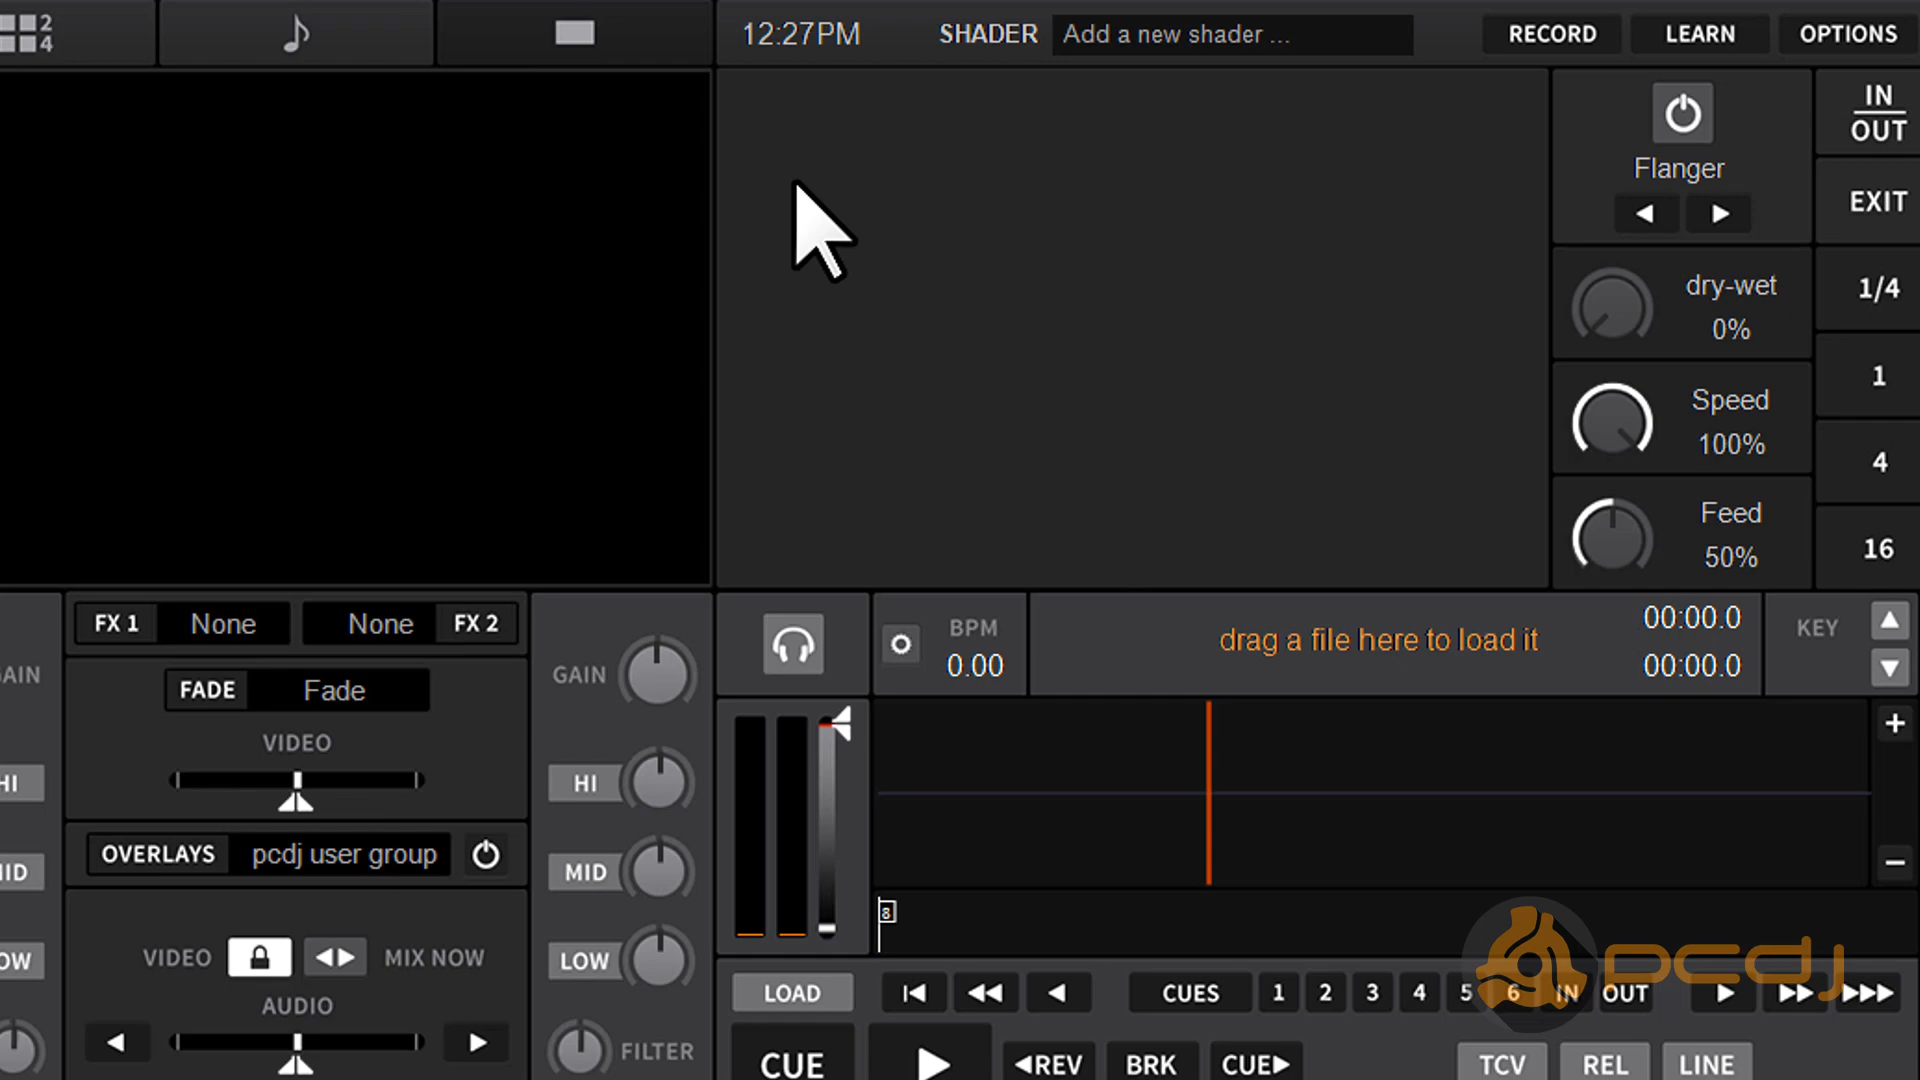 2
4
12:27PM
SHADER
Add a new shader ...
RECORD
LEARN
OPTIONS
IN
OUT
Flanger
EXIT
dry-wet
0%
1/4
Speed
100%
1
4
Feed
50%
16
FX 1
None
None
FX 2
GAIN
BPM
0.00
drag a file here to load it
00:00.0
00:00.0
KEY
AIN
FADE
Fade
VIDEO
HI
HI
OVERLAYS
pcdj user group
MID
ID
VIDEO
MIX NOW
LOW
OW
AUDIO
FILTER
8
+
−
LOAD
CUES
1
2
3
4
5
6
IN
OUT
pcdj
CUE
REV
BRK
CUE
TCV
REL
LINE